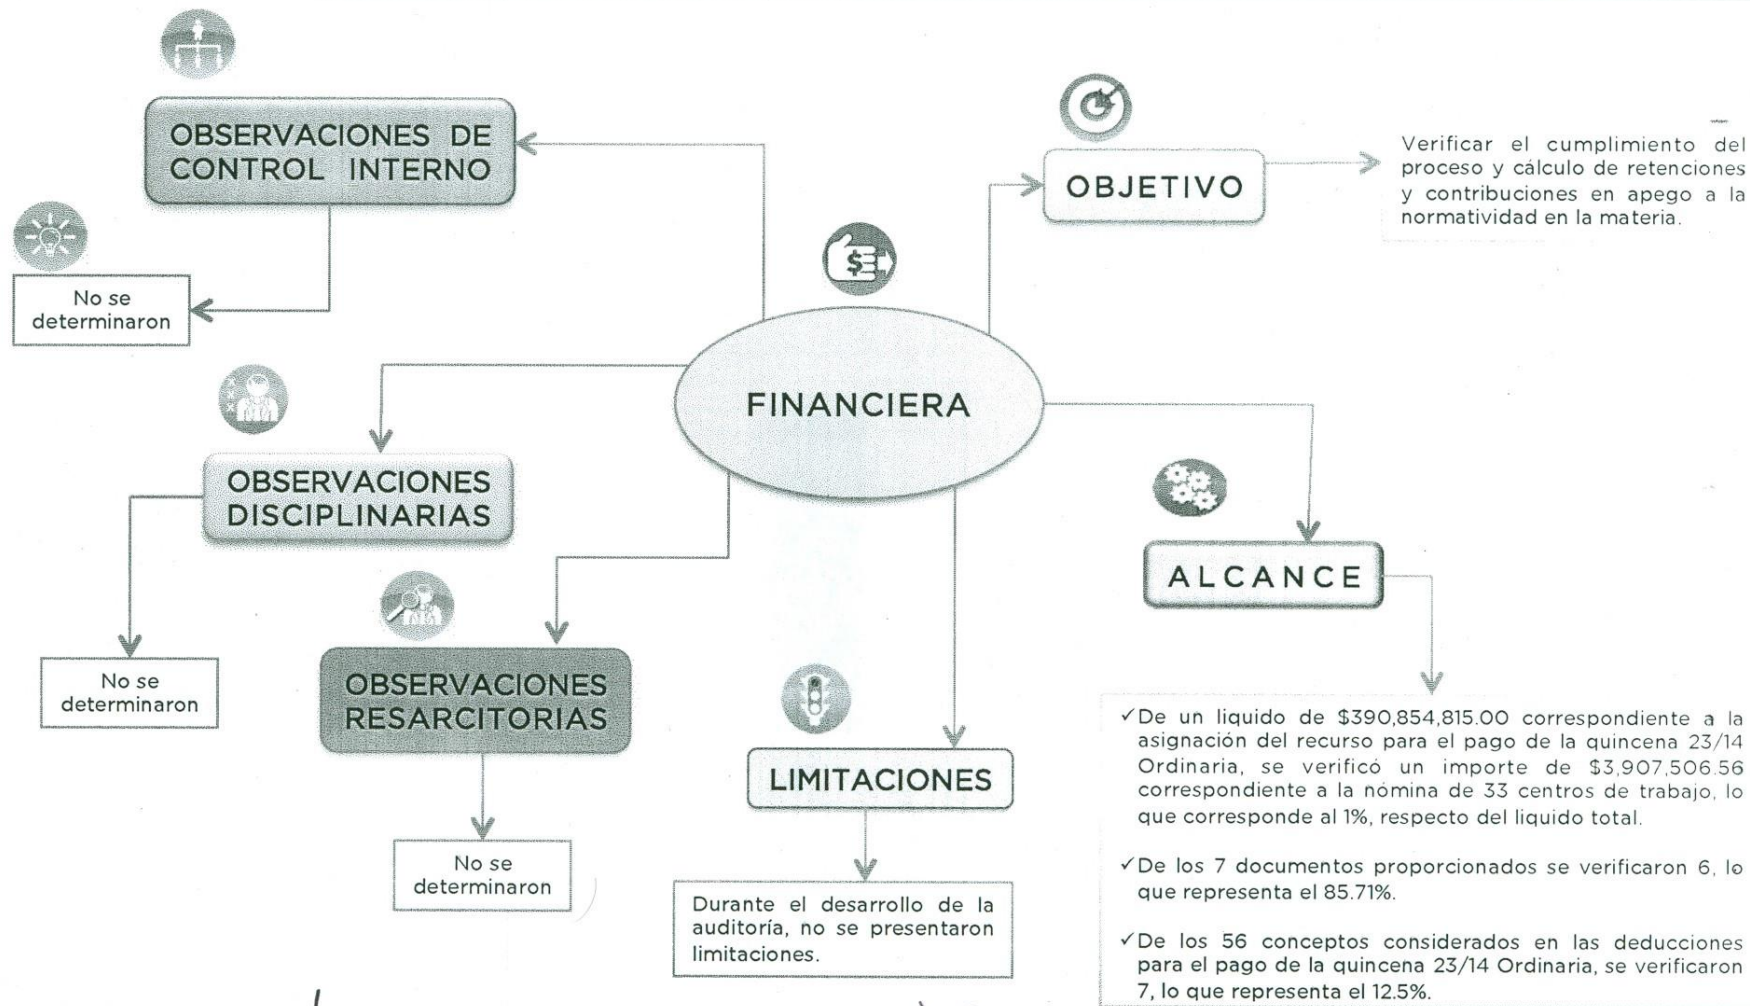 OBSERVACIONES DE
CONTROL INTERNO
No se
determinaron
OBJETIVO
Verificar el cumplimiento del
proceso y cálculo de retenciones
y contribuciones en apego a la
normatividad en la materia.
$
FINANCIERA
OBSERVACIONES
DISCIPLINARIAS
No se
determinaron
OBSERVACIONES
RESARCITORIAS
No se
determinaron
LIMITACIONES
Durante el desarrollo de la
auditoría, no se presentaron
limitaciones.
ALCANCE
✓De un liquido de $390,854,815.00 correspondiente a la
asignación del recurso para el pago de la quincena 23/14
Ordinaria, se verificó un importe de $3,907,506.56
correspondiente a la nómina de 33 centros de trabajo, lo
que corresponde al 1%, respecto del liquido total.
✓De los 7 documentos proporcionados se verificaron 6, lo
que representa el 85.71%.
✓De los 56 conceptos considerados en las deducciones
para el pago de la quincena 23/14 Ordinaria, se verificaron
7, lo que representa el 12.5%.